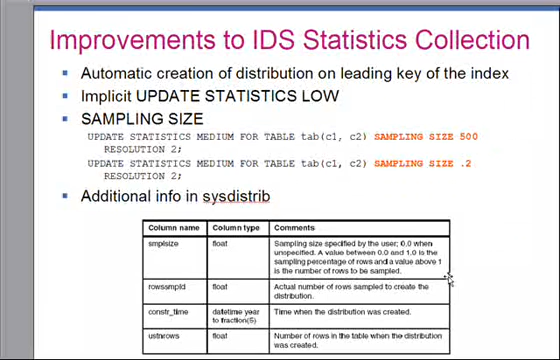 Improvements to IDS Statistics Collection
Automatic creation of distribution on leading key of the index
Implicit UPDATE STATISTICS LOW
SAMPLING SIZE
UPDATE STATISTICS MEDIUM FOR TABLE tab(c1, c2) SAMPLING SIZE 500
RESOLUTION 2;
UPDATE STATISTICS MEDIUM FOR TABLE tab(c1, c2) SAMPLING SIZE .2
RESOLUTION 2;
Additional info in sysdistrib
Column name Column type Comments
smplsize float Sampling size specified by the user; 0.0 when
unspecified. A value between 0.0 and 1.0 is the
sampling percentage of rows and a value above 1
is the number of rows to be sampled.
rowssmpld float Actual number of rows sampled to create the
distribution.
constr_time datetime year Time when the distribution was created.
to fraction(5)
ustnrows float Number of rows in the table when the distribution
was created.